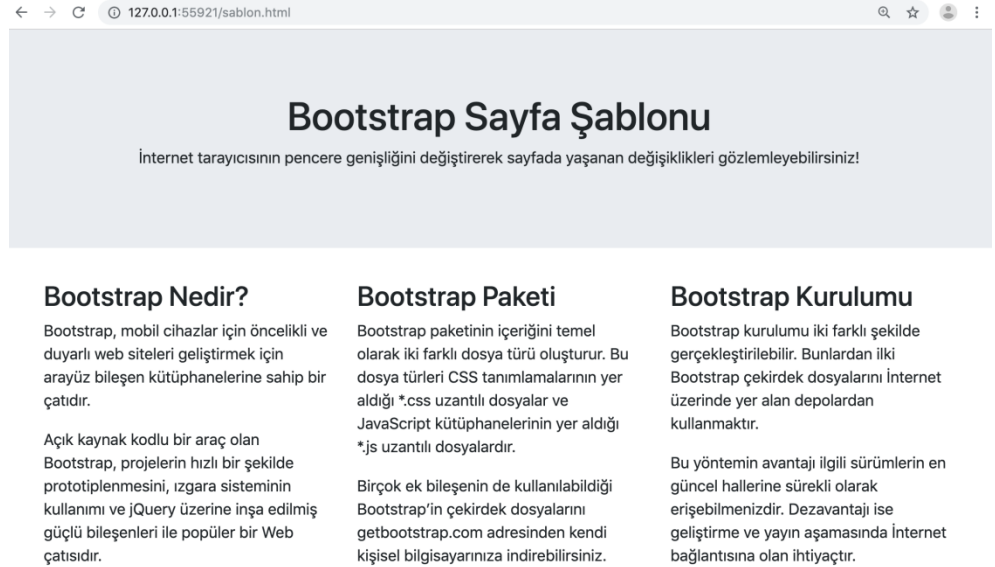 127.0.0.1:55921/sablon.html
Bootstrap Sayfa Şablonu
İnternet tarayıcısının pencere genişliğini değiştirerek sayfada yaşanan değişiklikleri gözlemleyebilirsiniz!
Bootstrap Nedir?
Bootstrap, mobil cihazlar için öncelikli ve
duyarlı web siteleri geliştirmek için
arayüz bileşen kütüphanelerine sahip bir
çatıdır.
Açık kaynak kodlu bir araç olan
Bootstrap, projelerin hızlı bir şekilde
prototiplenmesini, ızgara sisteminin
kullanımı ve jQuery üzerine inşa edilmiş
güçlü bileşenleri ile popüler bir Web
çatısıdır.
Bootstrap Paketi
Bootstrap paketinin içeriğini temel
olarak iki farklı dosya türü oluşturur. Bu
dosya türleri CSS tanımlamalarının yer
aldığı *.css uzantılı dosyalar ve
JavaScript kütüphanelerinin yer aldığı
*.js uzantılı dosyalardır.
Birçok ek bileşenin de kullanılabildiği
Bootstrap’in çekirdek dosyalarını
getbootstrap.com adresinden kendi
kişisel bilgisayarınıza indirebilirsiniz.
Bootstrap Kurulumu
Bootstrap kurulumu iki farklı şekilde
gerçekleştirilebilir. Bunlardan ilki
Bootstrap çekirdek dosyalarını İnternet
üzerinde yer alan depolardan
kullanmaktır.
Bu yöntemin avantajı ilgili sürümlerin en
güncel hallerine sürekli olarak
erişebilmenizdir. Dezavantajı ise
geliştirme ve yayın aşamasında İnternet
bağlantısına olan ihtiyaçtır.